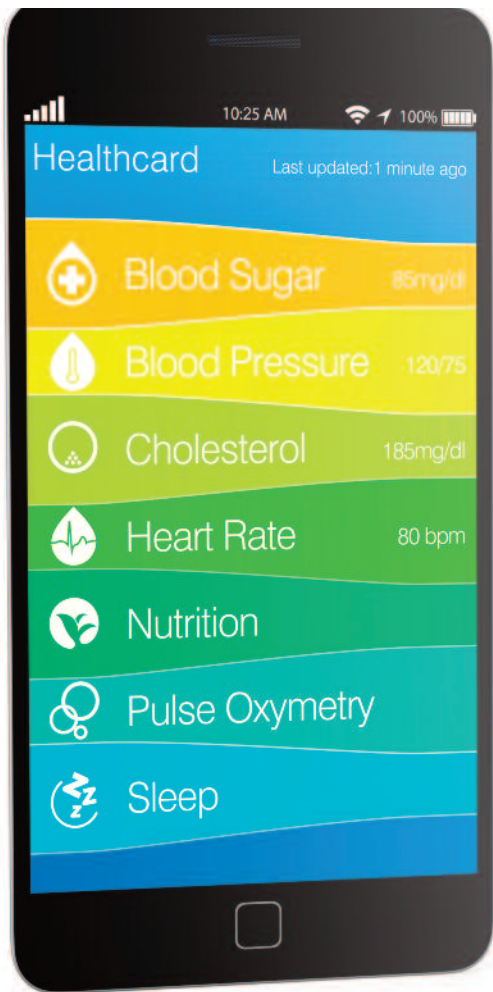 10:25 AM 100%
Healthcard Last updated:1 minute ago
Blood Sugar 85mg/dl
Blood Pressure 120/75
Cholesterol 185mg/dl
Heart Rate 80 bpm
Nutrition
Pulse Oxymetry
Sleep